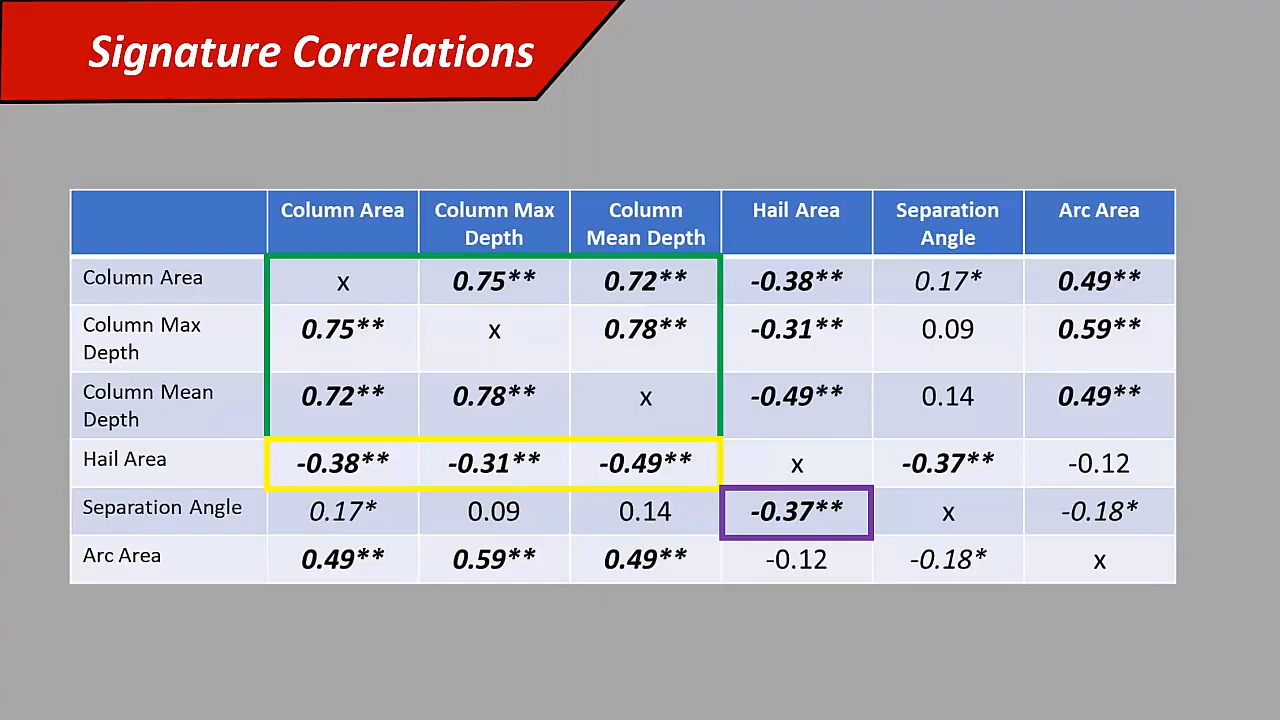 Signature Correlations
Column Area Column Max Depth Column Mean Depth Hail Area Separation Angle Arc Area
Column Area x 0.75** 0.72** -0.38** 0.17* 0.49**
Column Max Depth 0.75** x 0.78** -0.31** 0.09 0.59**
Column Mean Depth 0.72** 0.78** x -0.49** 0.14 0.49**
Hail Area -0.38** -0.31** -0.49** x -0.37** -0.12
Separation Angle 0.17* 0.09 0.14 -0.37** x -0.18*
Arc Area 0.49** 0.59** 0.49** -0.12 -0.18* x